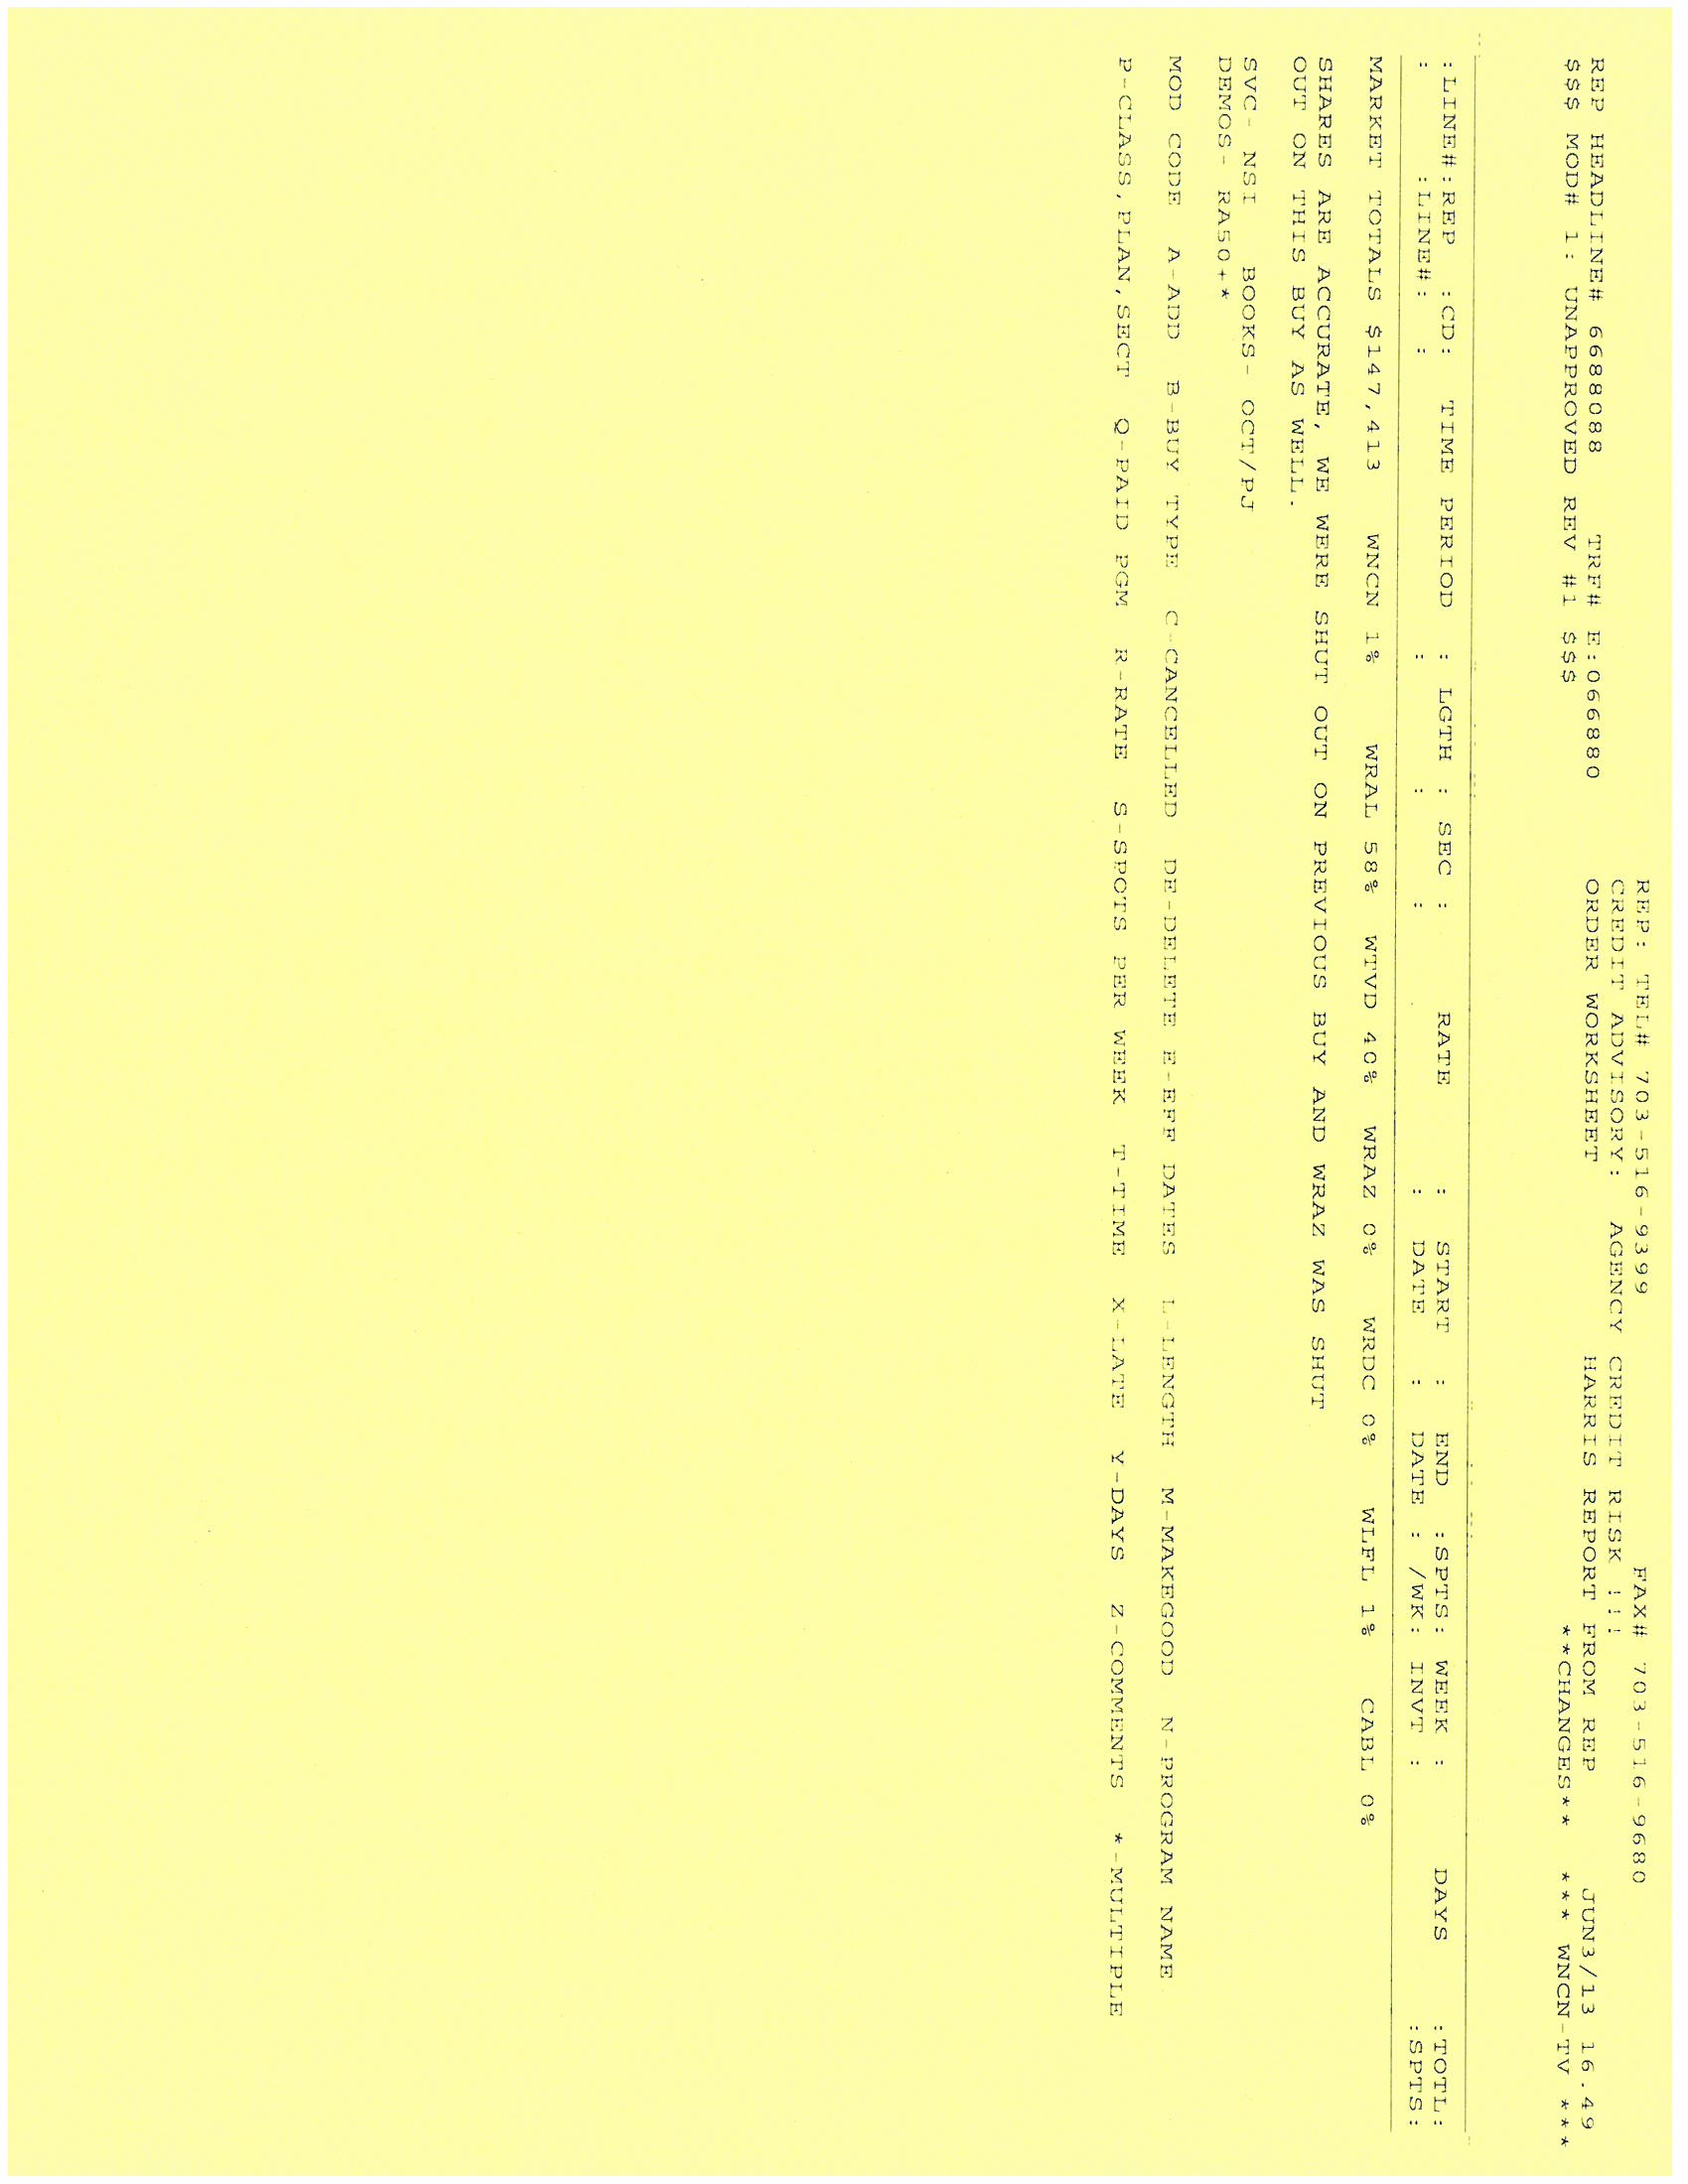 REP: TEL# 703-516-9399 FAX# 703-516-9680
CREDIT ADVISORY: AGENCY CREDIT RISK !!!
REP HEADLINE# 6688088 TRF# E:066880 ORDER WORKSHEET HARRIS REPORT FROM REP JUN3/13 16.49
$$$ MOD# 1: UNAPPROVED REV #1 $$$ **CHANGES** *** WNCN-TV ***
:LINE#:REP :CD: TIME PERIOD : LGTH : SEC : RATE : START : END :SPTS: WEEK : DAYS :TOTL:
: :LINE#: : : : : : DATE : DATE : /WK: INVT : :SPTS:
MARKET TOTALS $147,413 WNCN 1% WRAL 58% WTVD 40% WRAZ 0% WRDC 0% WLFL 1% CABL 0%
SHARES ARE ACCURATE, WE WERE SHUT OUT ON PREVIOUS BUY AND WRAZ WAS SHUT
OUT ON THIS BUY AS WELL.
SVC- NSI BOOKS- OCT/PJ
DEMOS- RA50+*
MOD CODE A-ADD B-BUY TYPE C-CANCELLED DE-DELETE E-EFF DATES L-LENGTH M-MAKEGOOD N-PROGRAM NAME
P-CLASS,PLAN,SECT Q-PAID PGM R-RATE S-SPOTS PER WEEK T-TIME X-LATE Y-DAYS Z-COMMENTS *-MULTIPLE